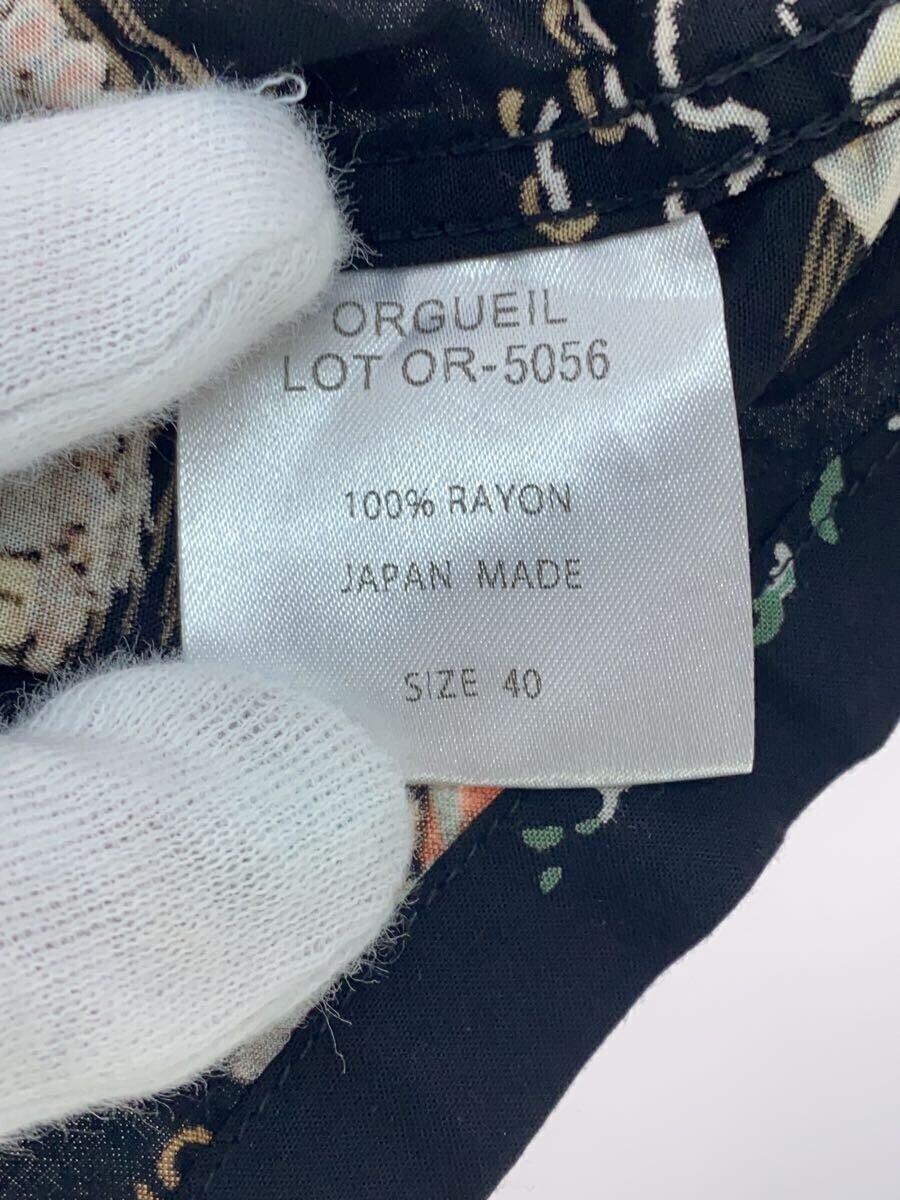 ORGUEIL
LOT OR-5056
100% RAYON
JAPAN MADE
SIZE 40